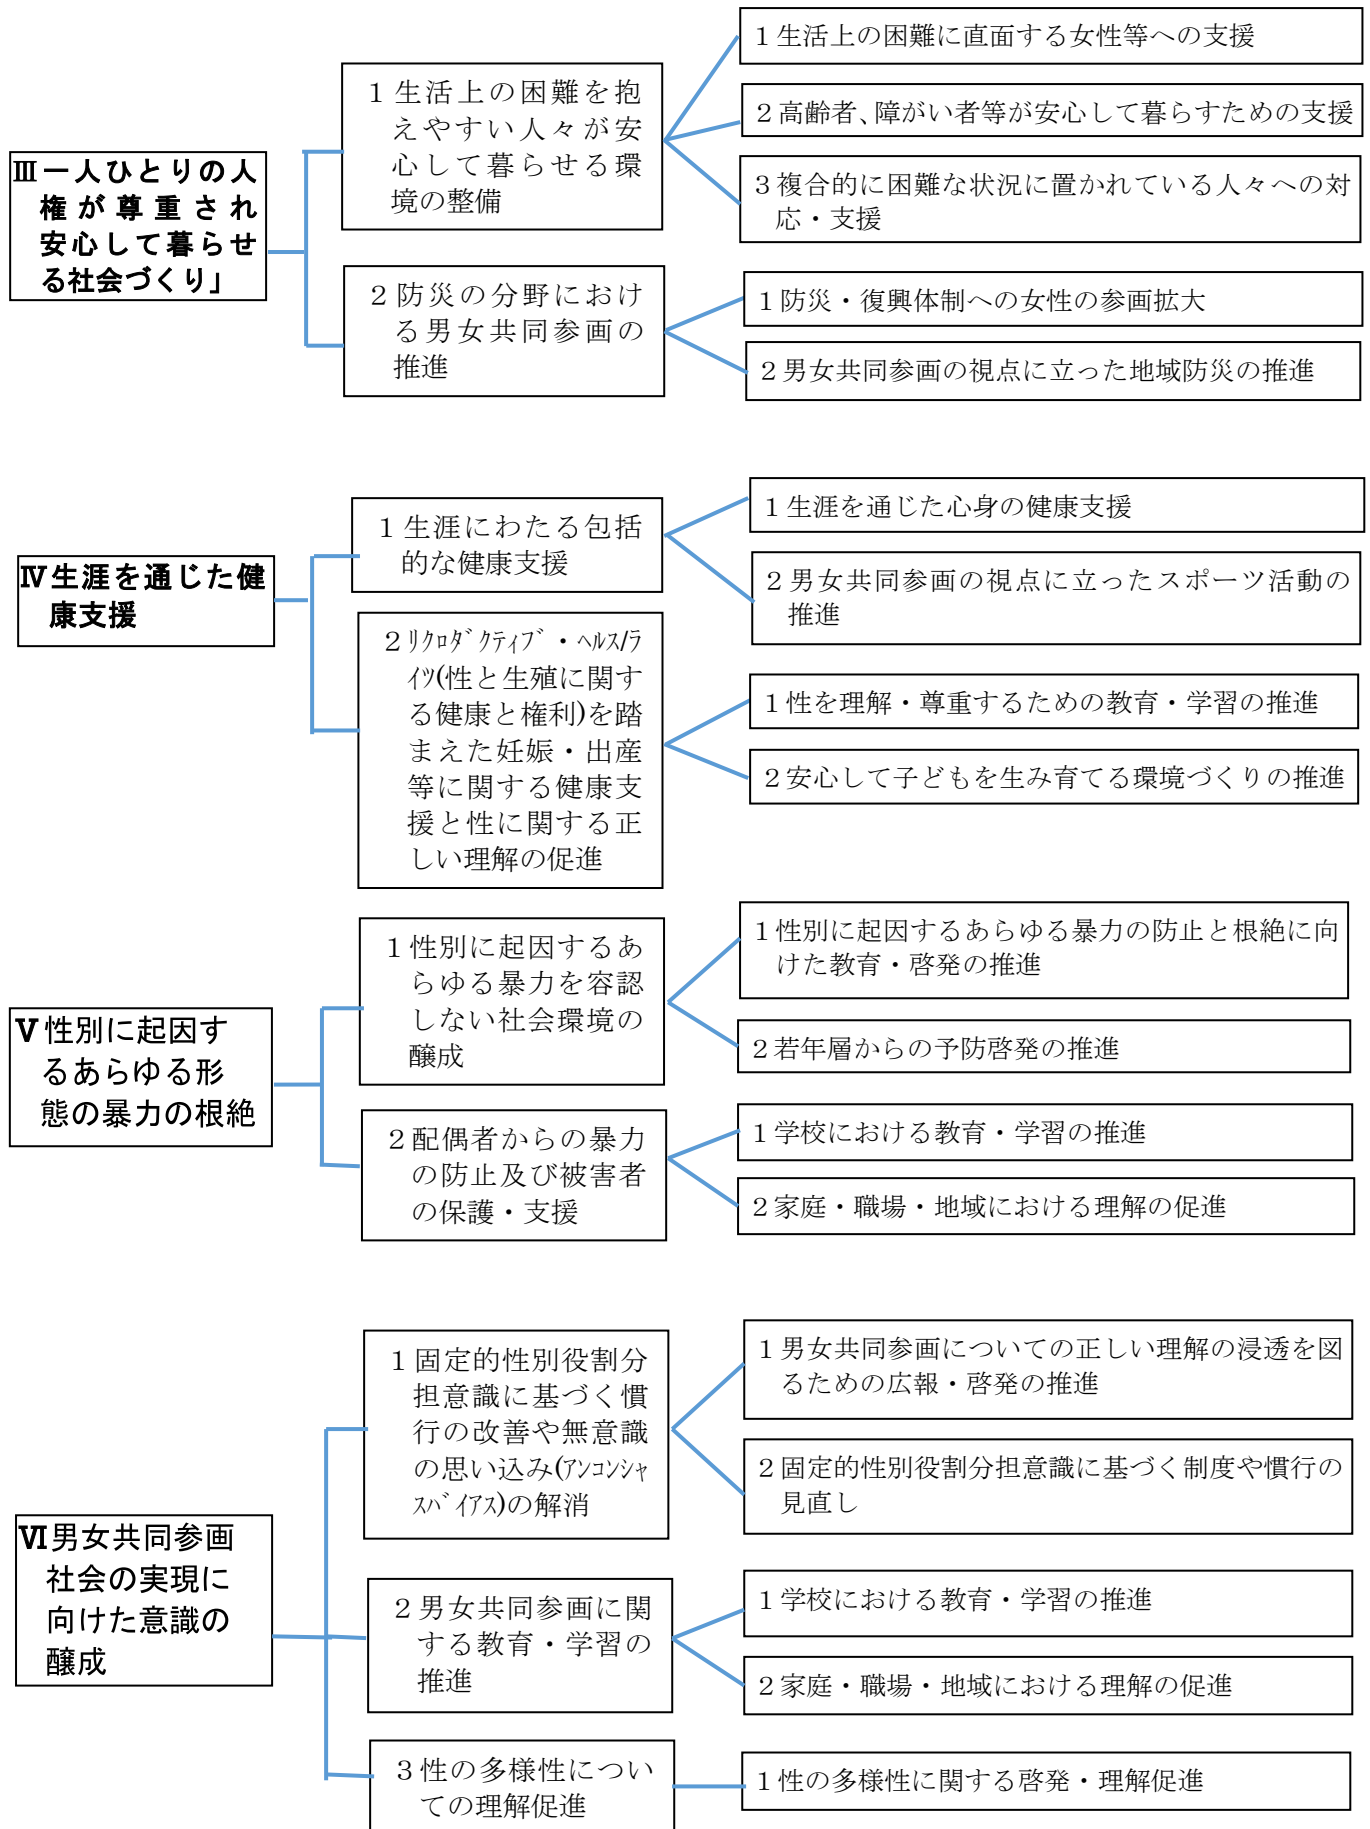 Ⅲ一人ひとりの人
権が尊重され
安心して暮らせ
る社会づくり」
1生活上の困難を抱
えやすい人々が安
心して暮らせる環
境の整備
1生活上の困難に直面する女性等への支援
2高齢者、障がい者等が安心して暮らすための支援
3複合的に困難な状況に置かれている人々への対
応・支援
2防災の分野におけ
る男女共同参画の
推進
1防災・復興体制への女性の参画拡大
2男女共同参画の視点に立った地域防災の推進
Ⅳ生涯を通じた健
康支援
1生涯にわたる包括
的な健康支援
1生涯を通じた心身の健康支援
2男女共同参画の視点に立ったスポーツ活動の
推進
2ﾘｸﾛﾀﾞｸﾃｨﾌﾞ・ﾍﾙｽ/ﾗ
ｲﾂ(性と生殖に関す
る健康と権利)を踏
まえた妊娠・出産
等に関する健康支
援と性に関する正
しい理解の促進
1性を理解・尊重するための教育・学習の推進
2安心して子どもを生み育てる環境づくりの推進
Ⅴ性別に起因す
るあらゆる形
態の暴力の根絶
1性別に起因するあ
らゆる暴力を容認
しない社会環境の
醸成
1性別に起因するあらゆる暴力の防止と根絶に向
けた教育・啓発の推進
2若年層からの予防啓発の推進
2配偶者からの暴力
の防止及び被害者
の保護・支援
1学校における教育・学習の推進
2家庭・職場・地域における理解の促進
Ⅵ男女共同参画
社会の実現に
向けた意識の
醸成
1固定的性別役割分
担意識に基づく慣
行の改善や無意識
の思い込み(ｱﾝｺﾝｼｬ
ｽﾊﾞｲｱｽ)の解消
1男女共同参画についての正しい理解の浸透を図
るための広報・啓発の推進
2固定的性別役割分担意識に基づく制度や慣行の
見直し
2男女共同参画に関
する教育・学習の
推進
1学校における教育・学習の推進
2家庭・職場・地域における理解の促進
3性の多様性につい
ての理解促進
1性の多様性に関する啓発・理解促進